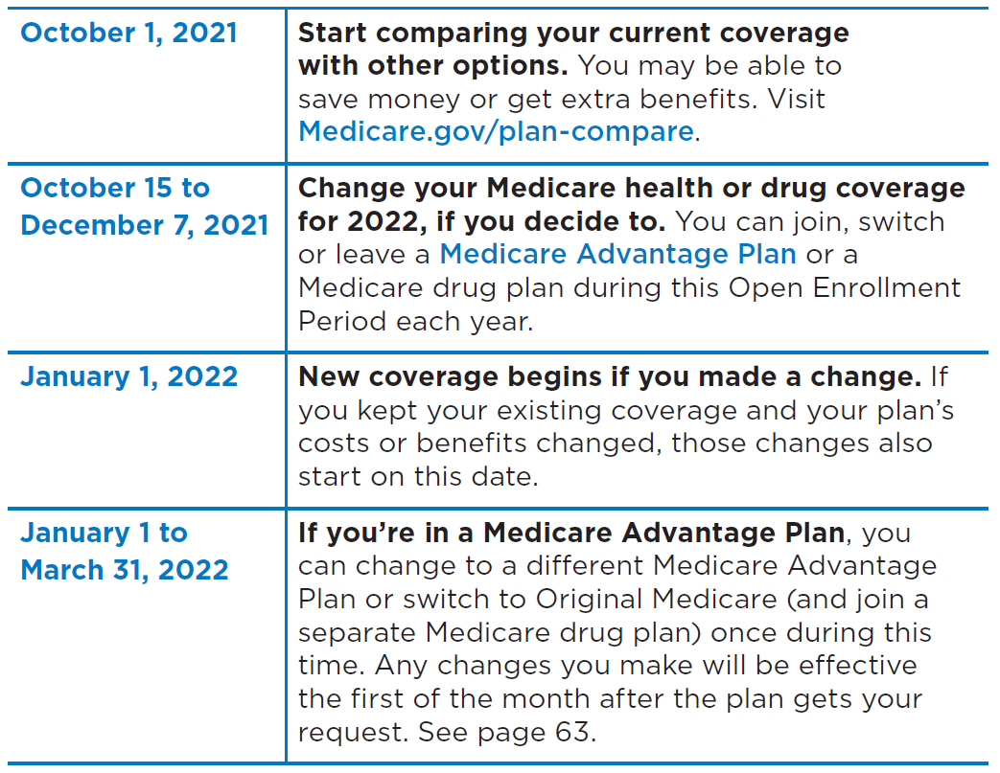 October 1, 2021
Start comparing your current coverage
with other options. You may be able to
save money or get extra benefits. Visit
Medicare.gov/plan-compare.
October 15 to
December 7, 2021
Change your Medicare health or drug coverage
for 2022, if you decide to. You can join, switch
or leave a Medicare Advantage Plan or a
Medicare drug plan during this Open Enrollment
Period each year.
January 1, 2022
New coverage begins if you made a change. If
you kept your existing coverage and your plan’s
costs or benefits changed, those changes also
start on this date.
January 1 to
March 31, 2022
If you’re in a Medicare Advantage Plan, you
can change to a different Medicare Advantage
Plan or switch to Original Medicare (and join a
separate Medicare drug plan) once during this
time. Any changes you make will be effective
the first of the month after the plan gets your
request. See page 63.